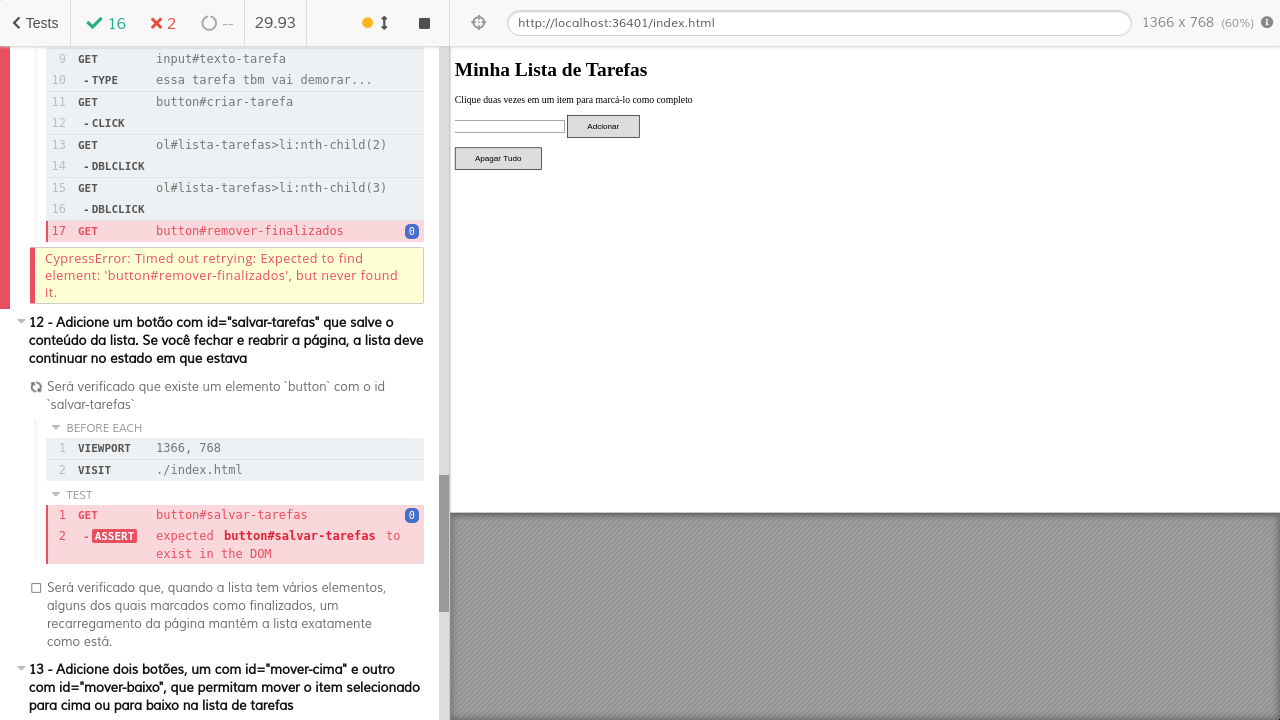 Tests 16 2 -- 29.93
http://localhost:36401/index.html 1366 x 768 (60%)
9 GET input#texto-tarefa
10 - TYPE essa tarefa tbm vai demorar...
11 GET button#criar-tarefa
12 - CLICK
13 GET ol#lista-tarefas>li:nth-child(2)
14 - DBLCLICK
15 GET ol#lista-tarefas>li:nth-child(3)
16 - DBLCLICK
17 GET button#remover-finalizados 0
CypressError: Timed out retrying: Expected to find
element: 'button#remover-finalizados', but never found
it.
12 - Adicione um botão com id="salvar-tarefas" que salve o
conteúdo da lista. Se você fechar e reabrir a página, a lista deve
continuar no estado em que estava
Será verificado que existe um elemento `button` com o id
`salvar-tarefas`
BEFORE EACH
1 VIEWPORT 1366, 768
2 VISIT ./index.html
TEST
1 GET button#salvar-tarefas 0
2 - ASSERT expected button#salvar-tarefas to
exist in the DOM
Será verificado que, quando a lista tem vários elementos,
alguns dos quais marcados como finalizados, um
recarregamento da página mantém a lista exatamente
como está.
13 - Adicione dois botões, um com id="mover-cima" e outro
com id="mover-baixo", que permitam mover o item selecionado
para cima ou para baixo na lista de tarefas
Minha Lista de Tarefas
Clique duas vezes em um item para marcá-lo como completo
Adcionar
Apagar Tudo